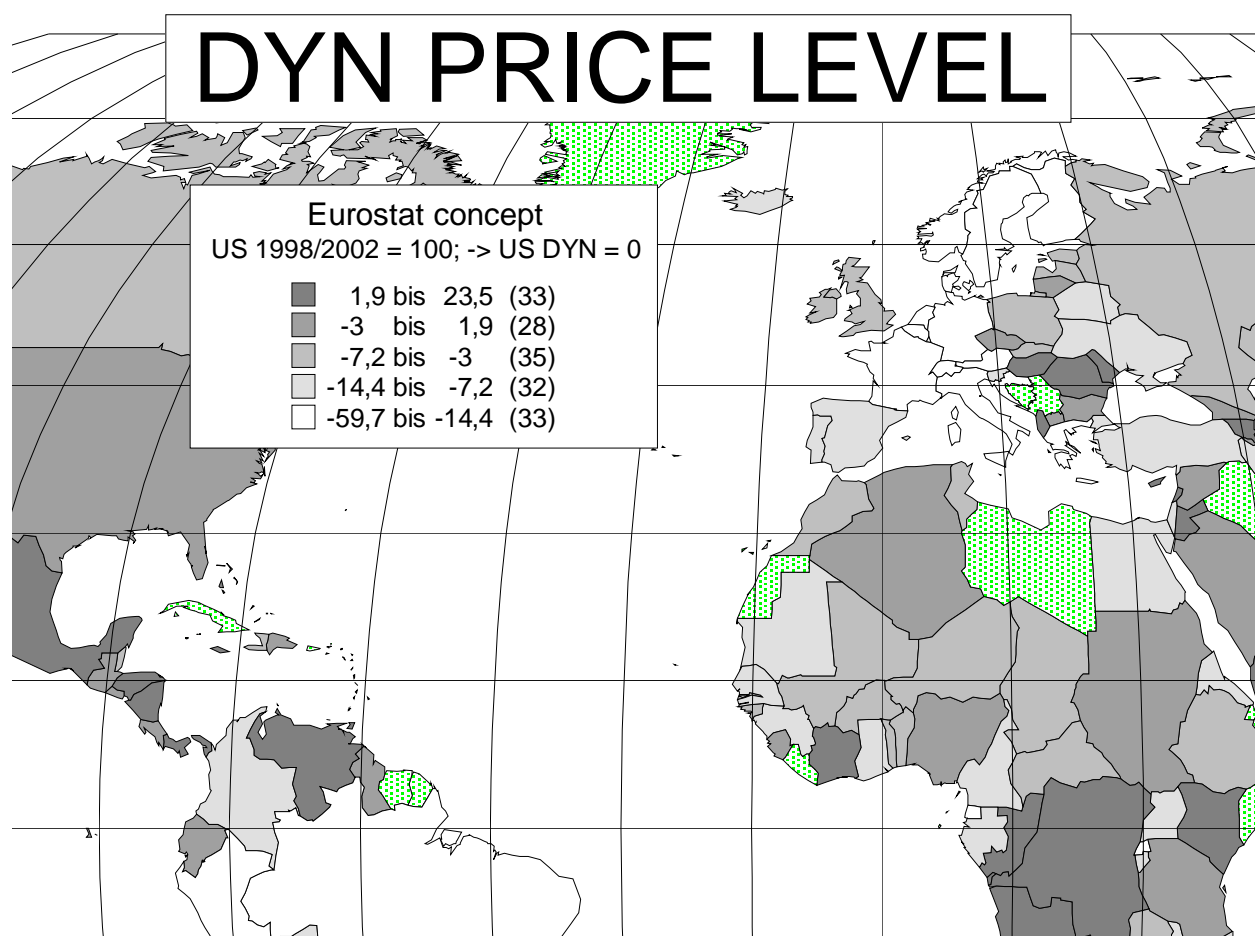 DYN PRICE LEVEL
Eurostat concept
US 1998/2002 = 100; -> US DYN = 0
1,9 bis 23,5 (33)
-3 bis 1,9 (28)
-7,2 bis -3 (35)
-14,4 bis -7,2 (32)
-59,7 bis -14,4 (33)